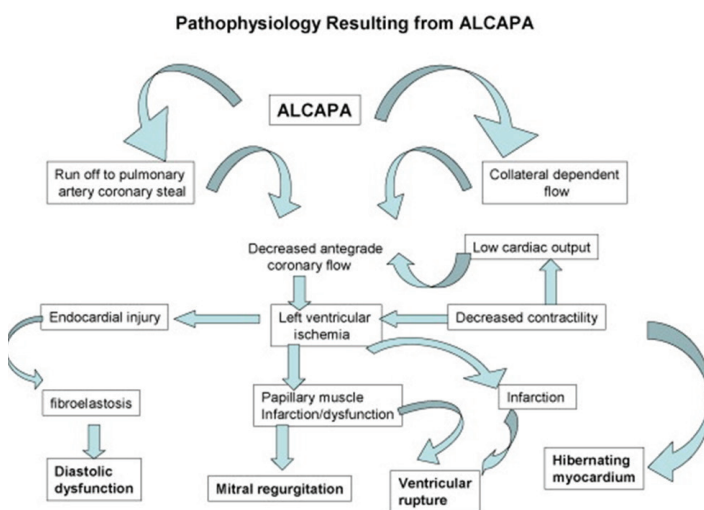 Pathophysiology Resulting from ALCAPA
ALCAPA
Run off to pulmonary
artery coronary steal
Collateral dependent
flow
Decreased antegrade
coronary flow
Low cardiac output
Endocardial injury
Left ventricular
ischemia
Decreased contractility
fibroelastosis
Papillary muscle
Infarction/dysfunction
Infarction
Diastolic
dysfunction
Mitral regurgitation
Ventricular
rupture
Hibernating
myocardium